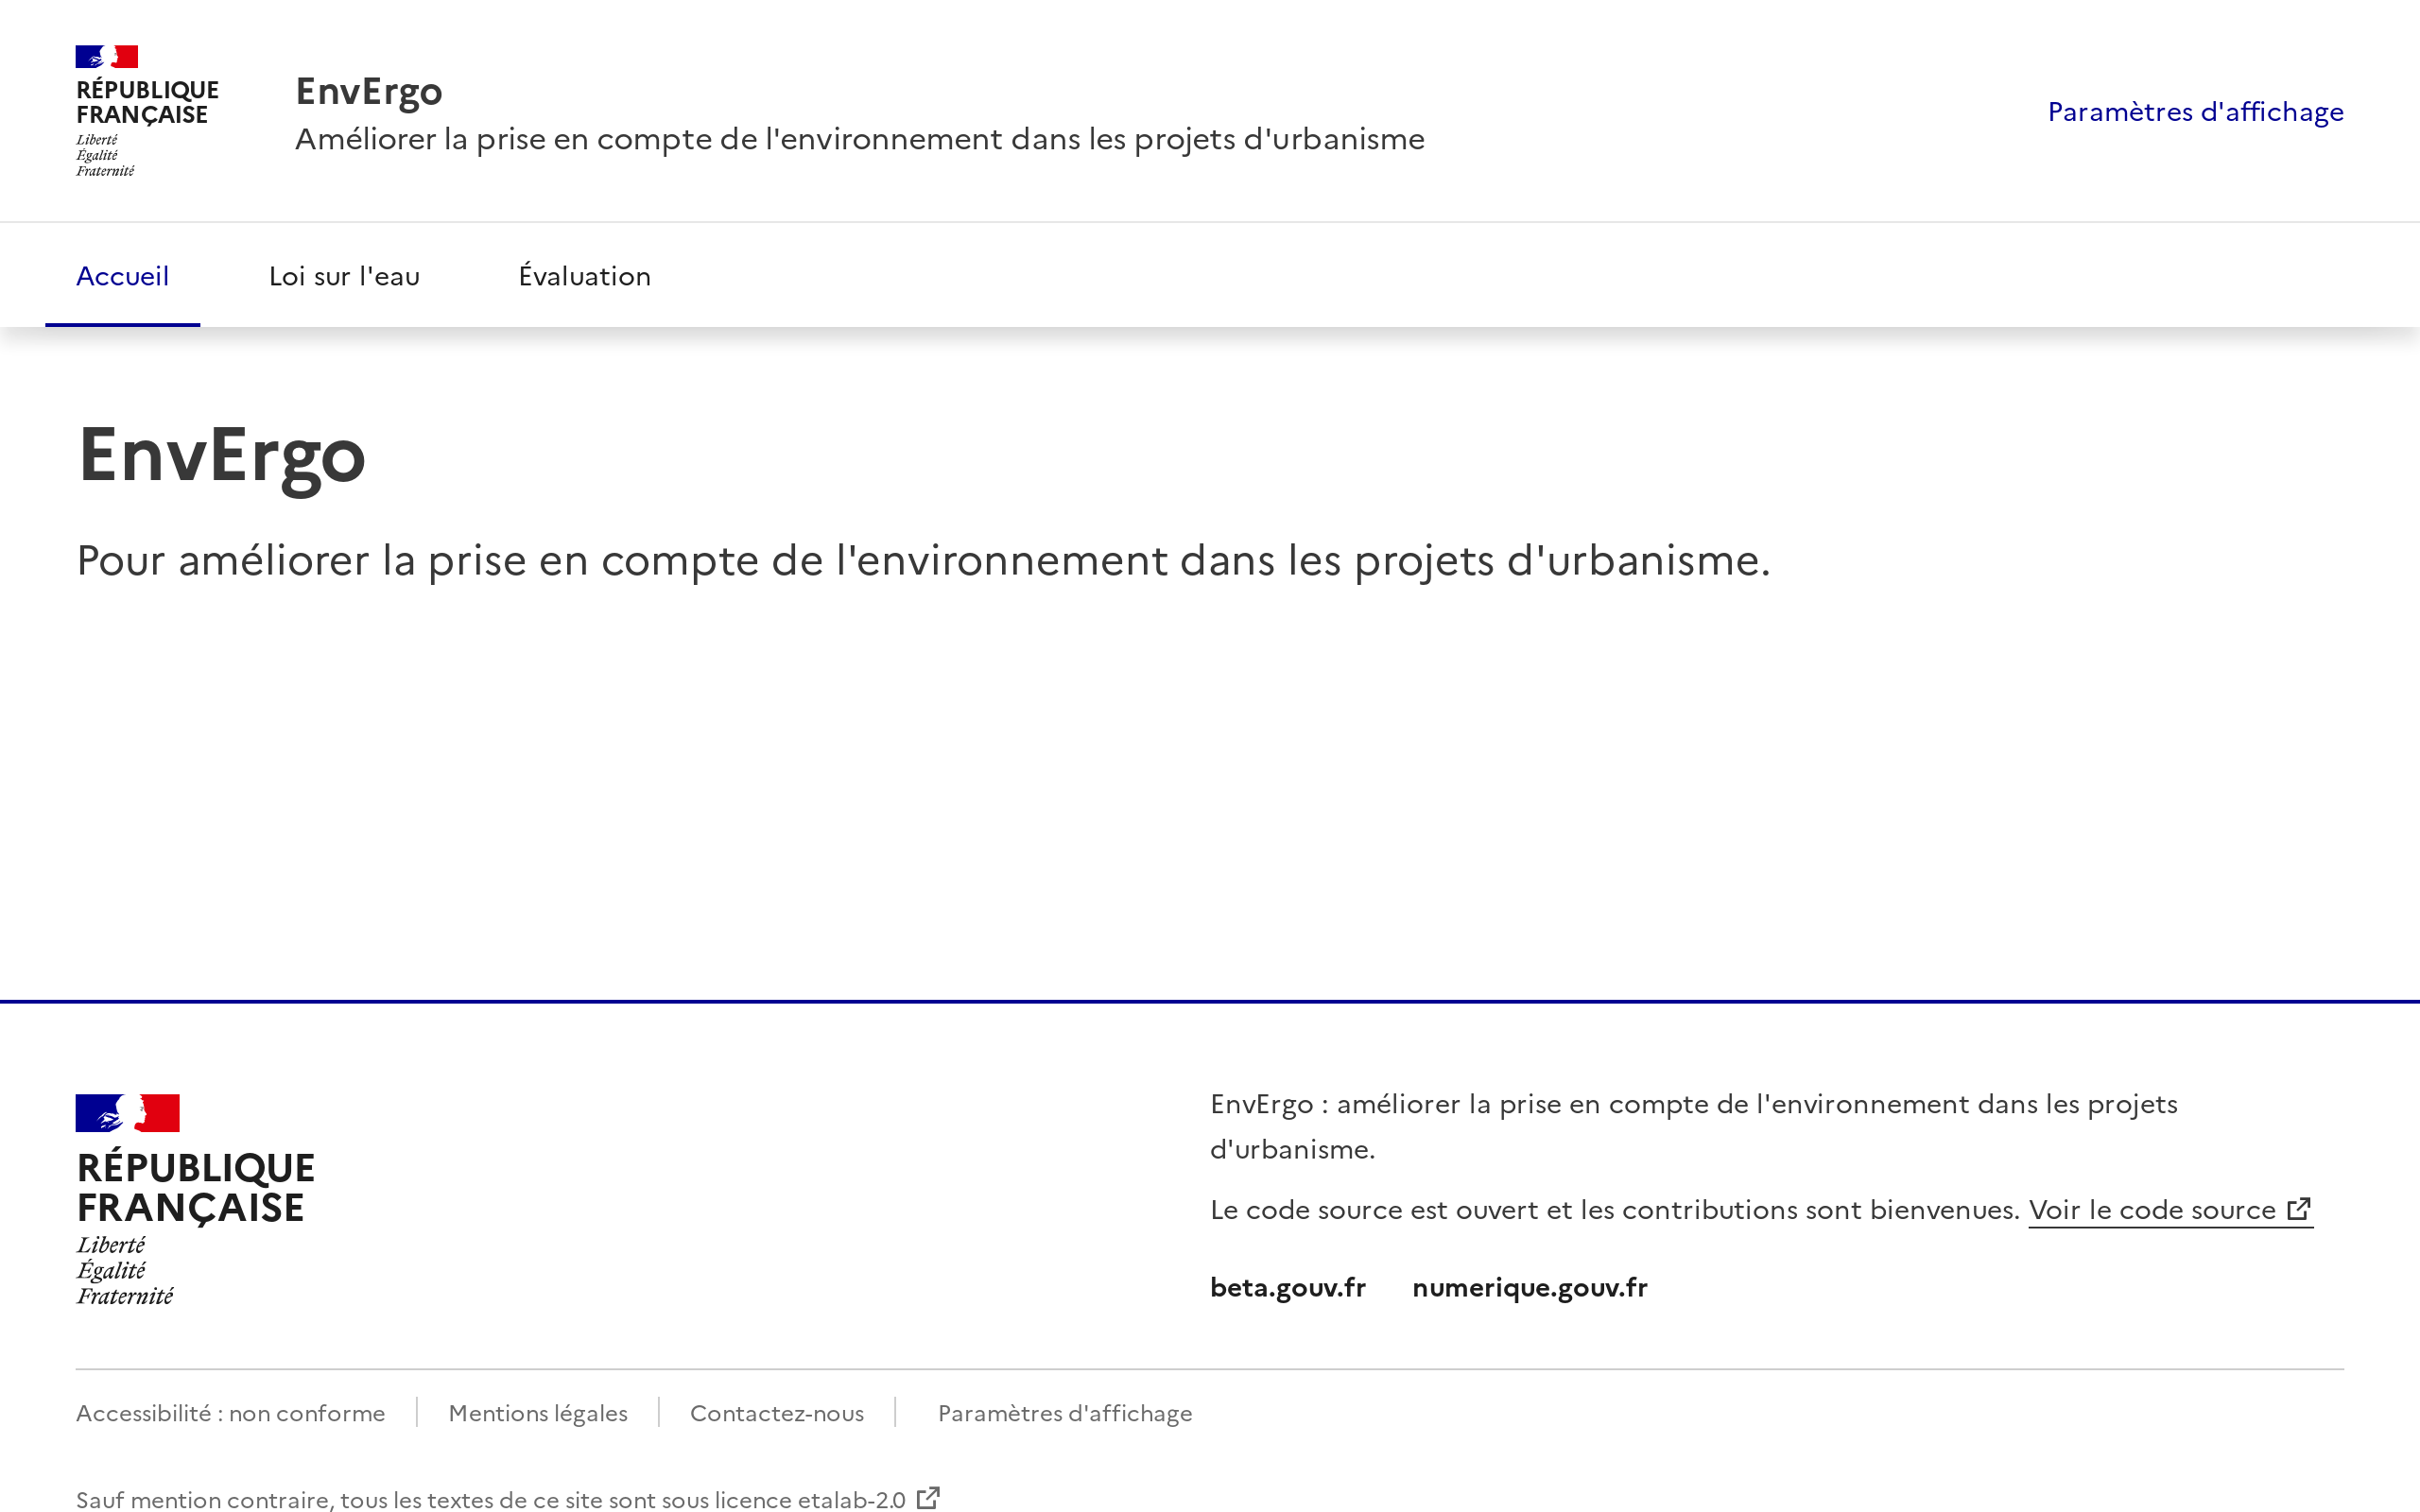 RÉPUBLIQUE
FRANÇAISE
Liberté
Égalité
Fraternité
EnvErgo
Améliorer la prise en compte de l'environnement dans les projets d'urbanisme
Paramètres d'affichage
Accueil
Loi sur l'eau
Évaluation
EnvErgo
Pour améliorer la prise en compte de l'environnement dans les projets d'urbanisme.
RÉPUBLIQUE
FRANÇAISE
Liberté
Égalité
Fraternité
EnvErgo : améliorer la prise en compte de l'environnement dans les projets
d'urbanisme.
Le code source est ouvert et les contributions sont bienvenues. Voir le code source
beta.gouv.fr
numerique.gouv.fr
Accessibilité : non conforme
Mentions légales
Contactez-nous
Paramètres d'affichage
Sauf mention contraire, tous les textes de ce site sont sous licence etalab-2.0